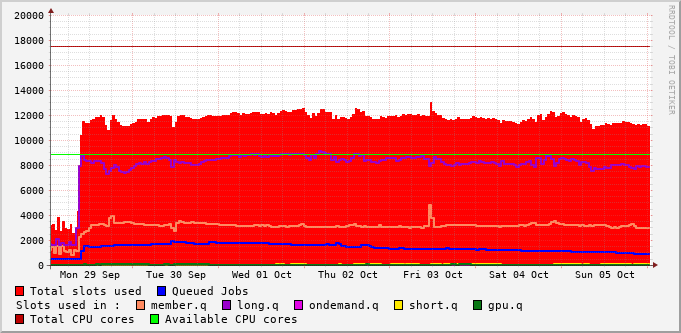 20000
18000
16000
14000
12000
10000
8000
6000
4000
2000
0
Mon 29 Sep Tue 30 Sep Wed 01 Oct Thu 02 Oct Fri 03 Oct Sat 04 Oct Sun 05 Oct
Total slots used Queued Jobs
Slots used in : member.q long.q ondemand.q short.q gpu.q
Total CPU cores Available CPU cores
RRDTOOL / TOBI OETIKER